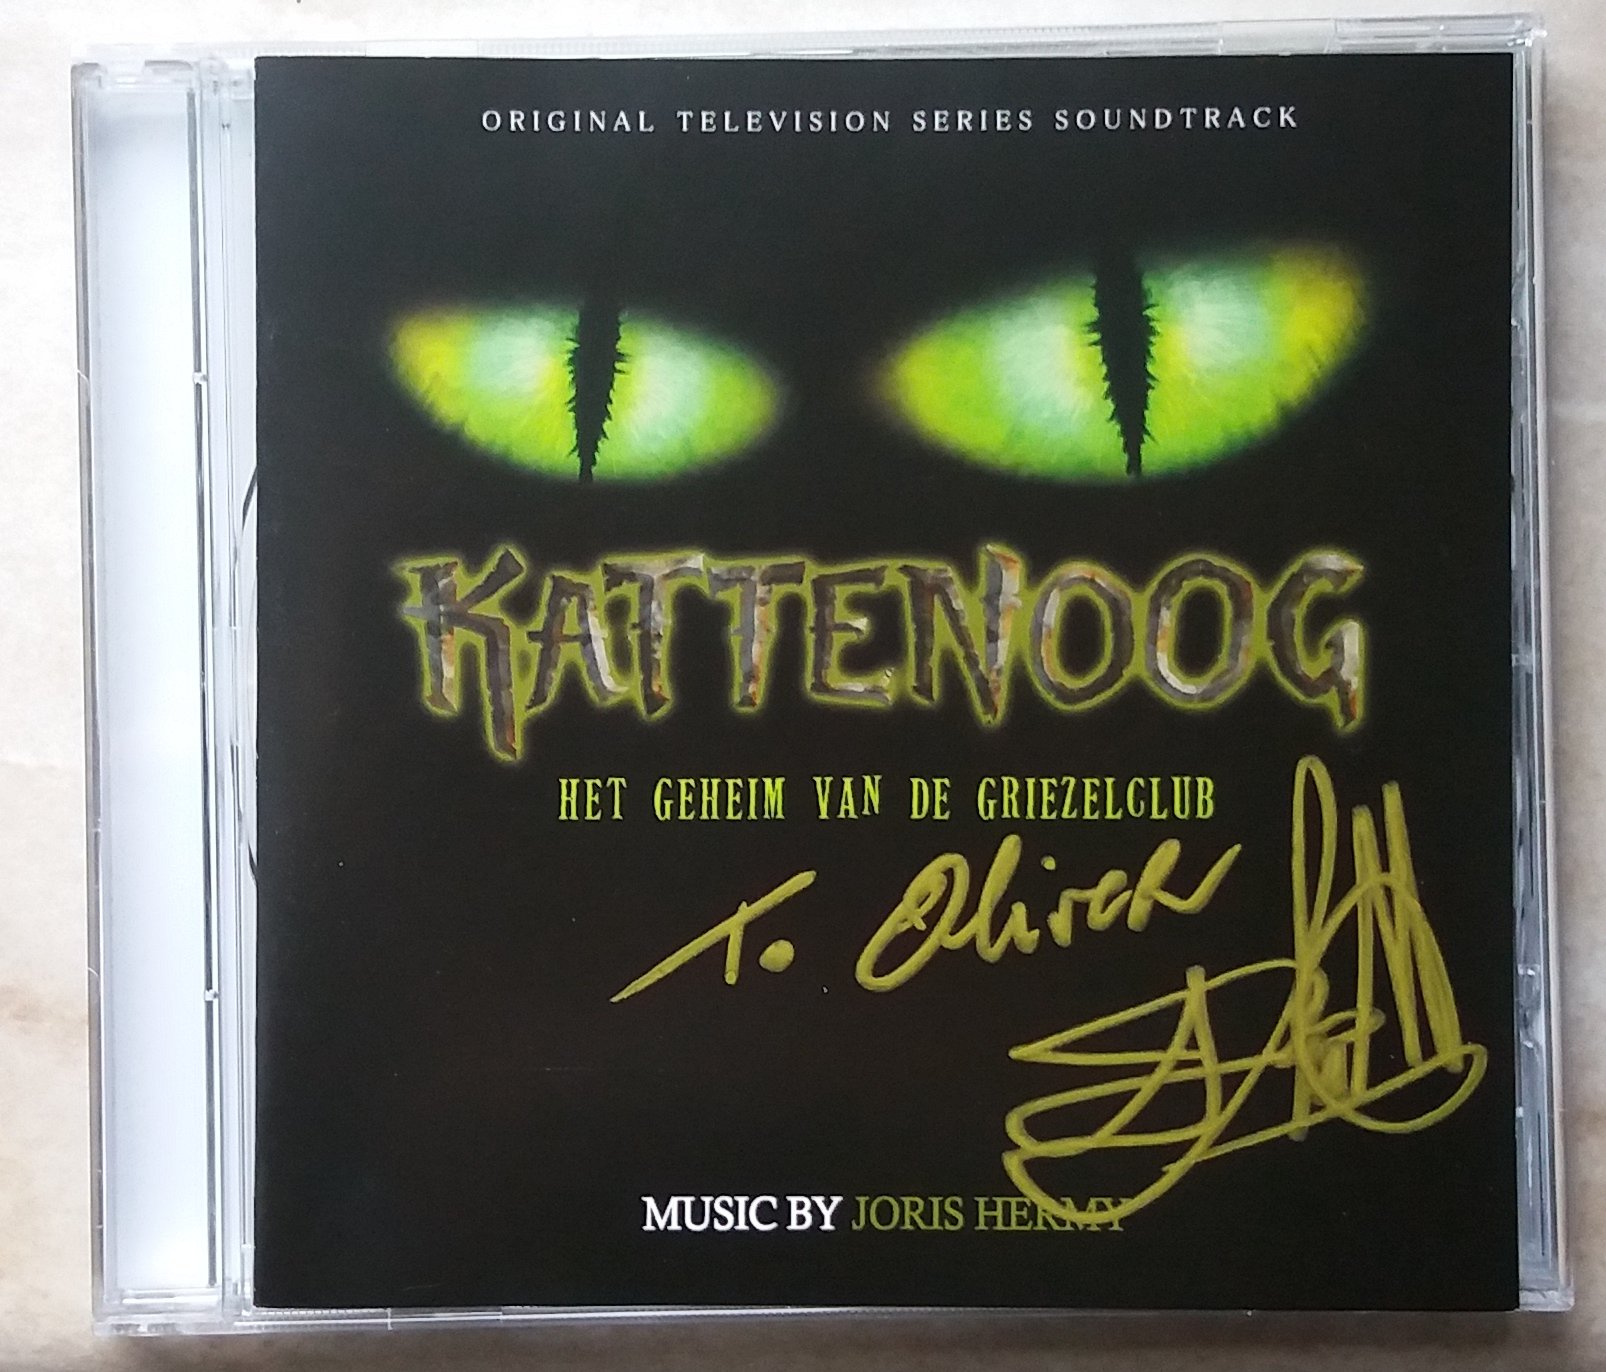 ORIGINAL TELEVISION SERIES SOUNDTRACK
KATTENOOG
HET GEHEIM VAN DE GRIEZELCLUB
To Oliver
MUSIC BY JORIS HERMY